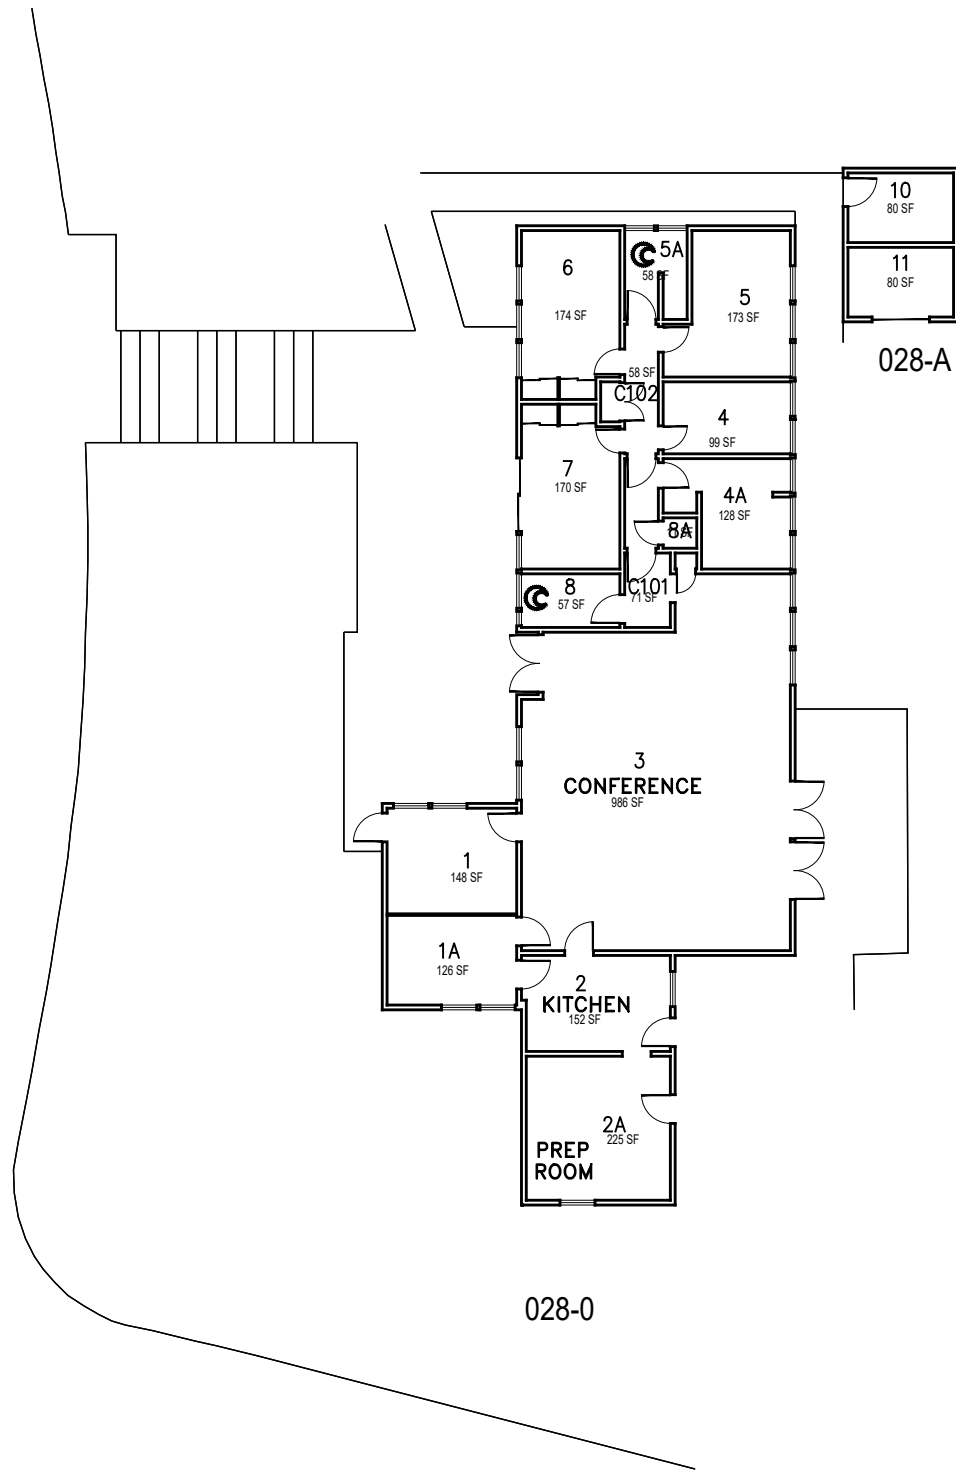 10
80 SF
11
80 SF
028-A
6
174 SF
5A
58 SF
5
173 SF
58 SF
C102
4
99 SF
7
170 SF
4A
128 SF
8A
8
57 SF
C101
71 SF
3
CONFERENCE
986 SF
1
148 SF
1A
126 SF
2
KITCHEN
152 SF
2A
225 SF
PREP
ROOM
028-0